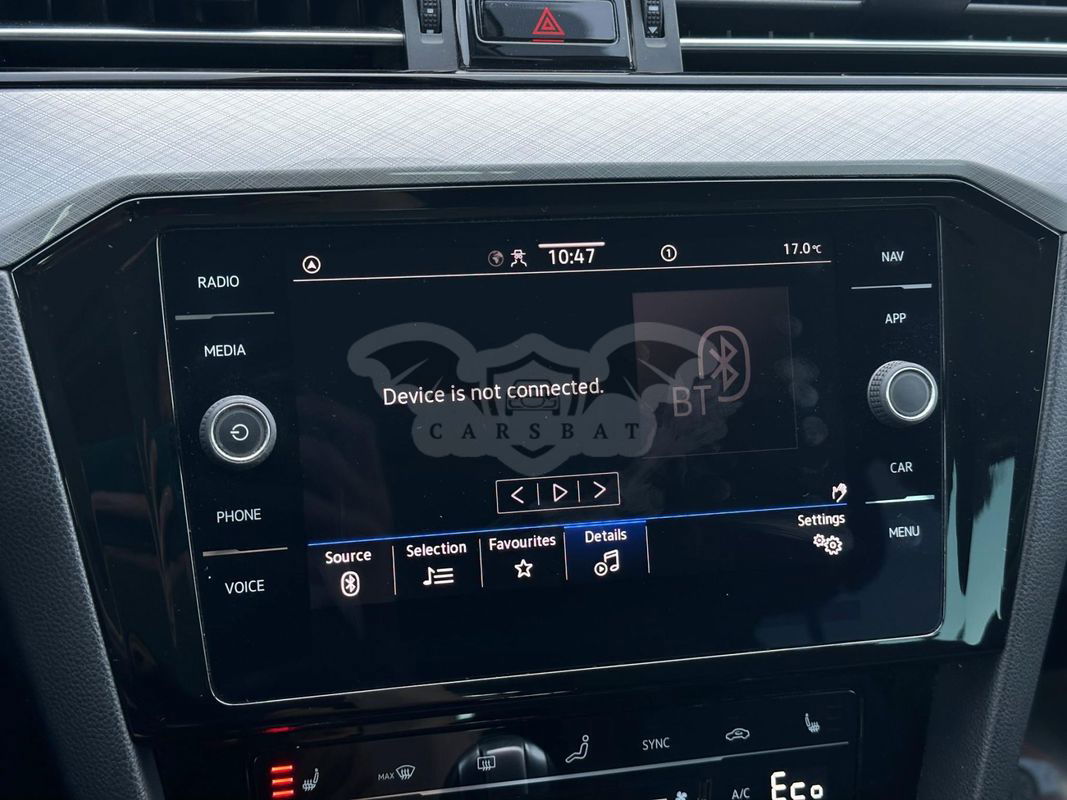 10:47
1
17.0°C
RADIO
MEDIA
PHONE
VOICE
Device is not connected.
BT
CARSBAT
Source
Selection
Favourites
Details
Settings
NAV
APP
CAR
MENU
MAX
SYNC
A/C
Eco